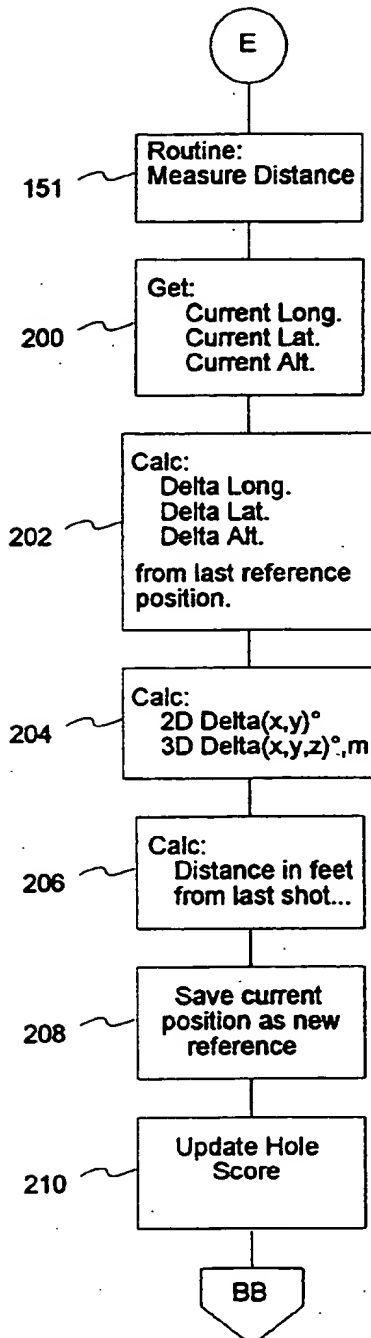 E
151
Routine:
Measure Distance
200
Get:
Current Long.
Current Lat.
Current Alt.
202
Calc:
Delta Long.
Delta Lat.
Delta Alt.
from last reference
position.
204
Calc:
2D Delta(x,y)°
3D Delta(x,y,z)°,m
206
Calc:
Distance in feet
from last shot...
208
Save current
position as new
reference
210
Update Hole
Score
BB